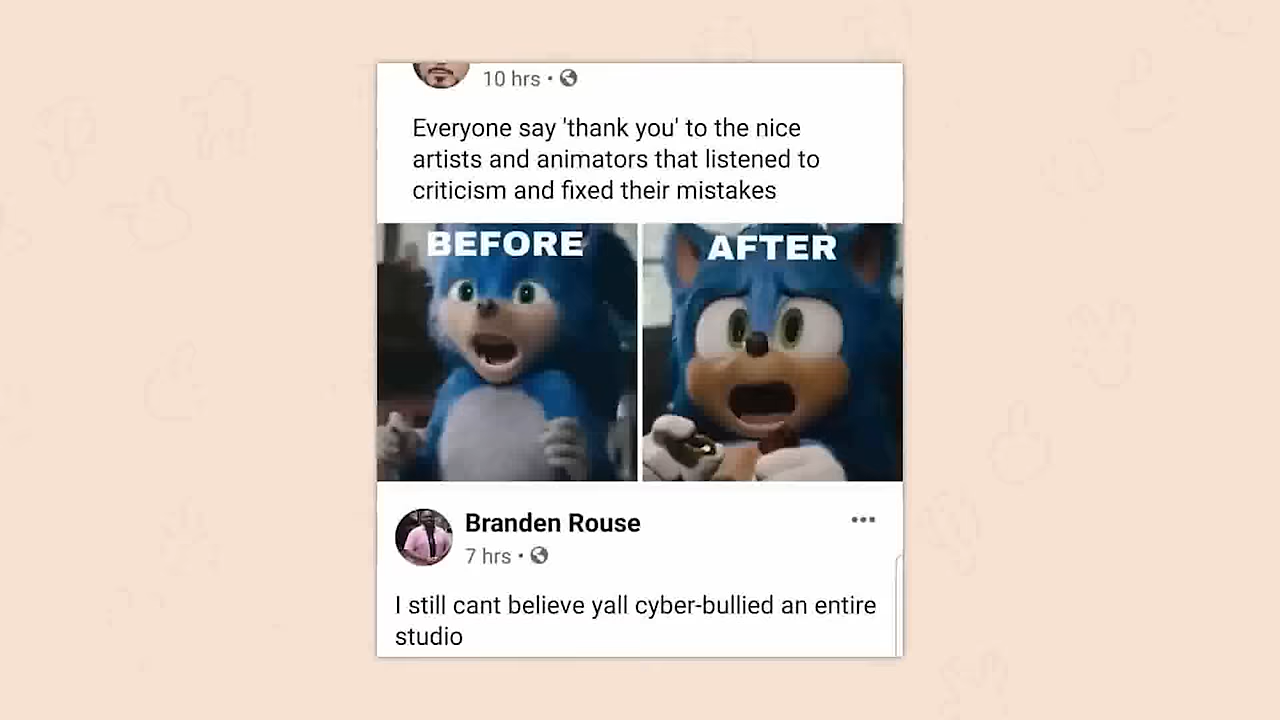 10 hrs •
Everyone say 'thank you' to the nice
artists and animators that listened to
criticism and fixed their mistakes
BEFORE
AFTER
Branden Rouse
7 hrs •
I still cant believe yall cyber-bullied an entire
studio